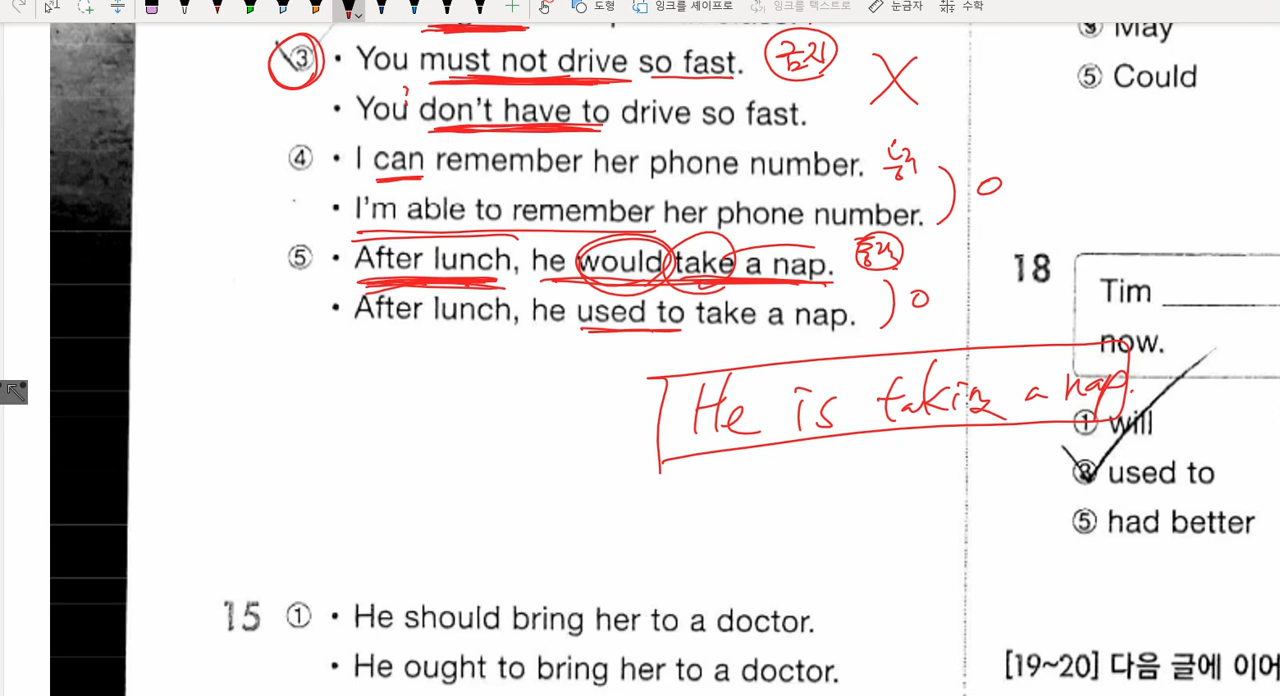 도형
잉크를 셰이프로
잉크를 텍스트로
눈금자
수학
③ • You must not drive so fast. 금지 X
• You don't have to drive so fast.
④ • I can remember her phone number.
• I'm able to remember her phone number. O
⑤ • After lunch, he would take a nap.
• After lunch, he used to take a nap. O
He is taking a nap.
15 ① • He should bring her to a doctor.
• He ought to bring her to a doctor.
③ May
⑤ Could
18 Tim
now.
① will
③ used to
⑤ had better
[19~20] 다음 글에 이어